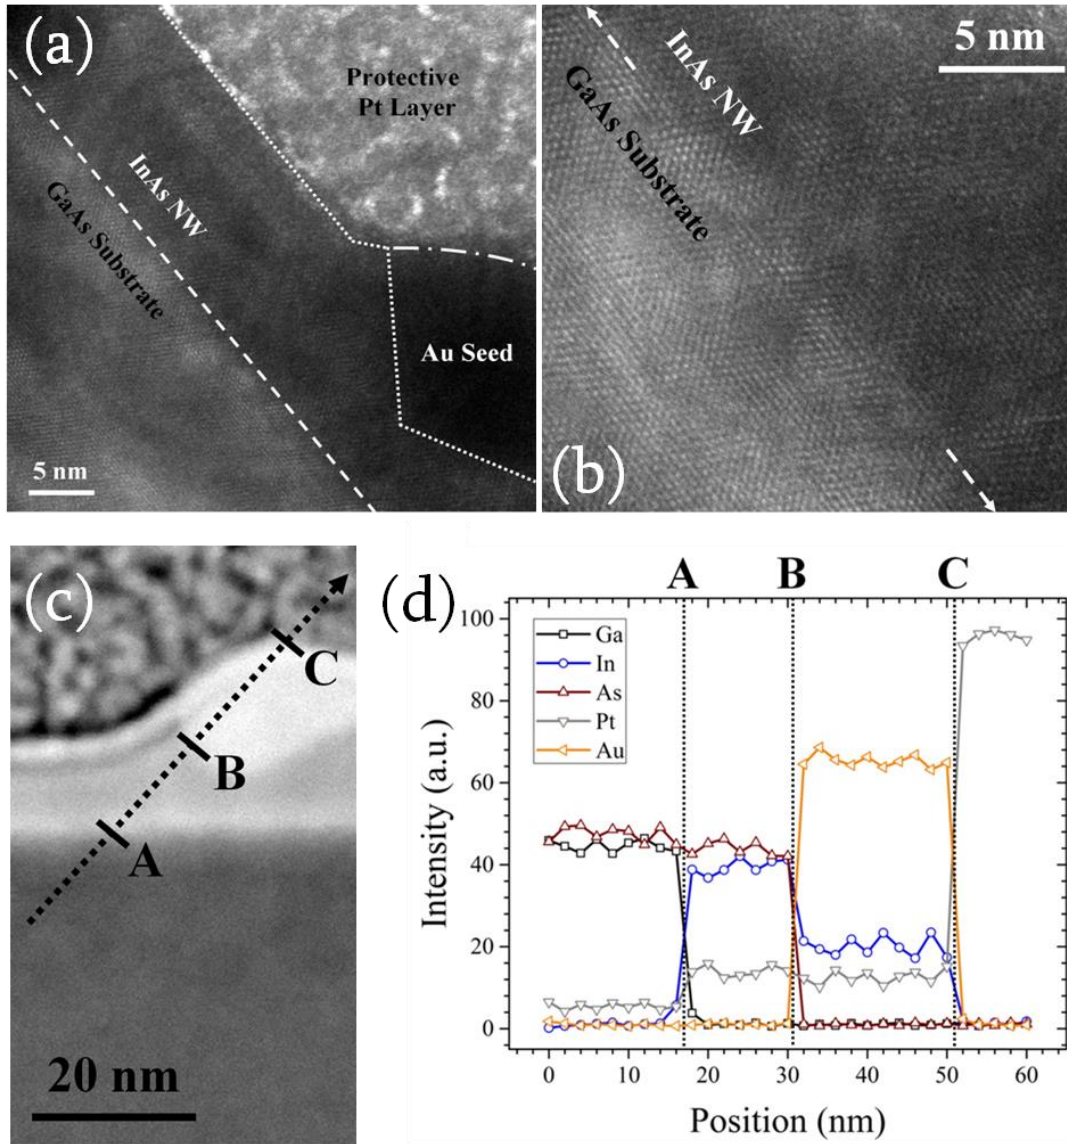 (a)
Protective
Pt Layer
InAs NW
GaAs Substrate
Au Seed
5 nm
5 nm
InAs NW
GaAs Substrate
(b)
(c)
C
B
A
20 nm
(d)
A B C
100
80
60
40
20
0
Intensity (a.u.)
Ga
In
As
Pt
Au
0 10 20 30 40 50 60
Position (nm)